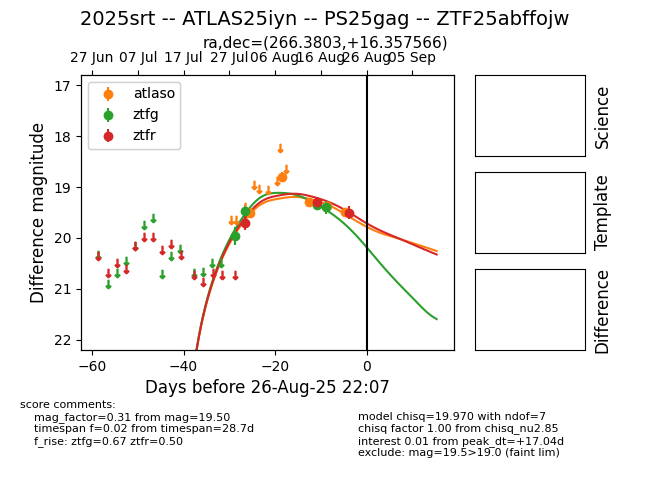 2025srt -- ATLAS25iyn -- PS25gag -- ZTF25abffojw
ra,dec=(266.3803,+16.357566)
27 Jun 07 Jul 17 Jul 27 Jul 06 Aug 16 Aug 26 Aug 05 Sep
atlaso
ztfg
ztfr
17
18
19
20
21
22
Difference magnitude
−60 −40 −20 0
Days before 26-Aug-25 22:07
Science
Template
Difference
score comments:
mag_factor=0.31 from mag=19.50
timespan f=0.02 from timespan=28.7d
f_rise: ztfg=0.67 ztfr=0.50
model chisq=19.970 with ndof=7
chisq factor 1.00 from chisq_nu2.85
interest 0.01 from peak_dt=+17.04d
exclude: mag=19.5>19.0 (faint lim)